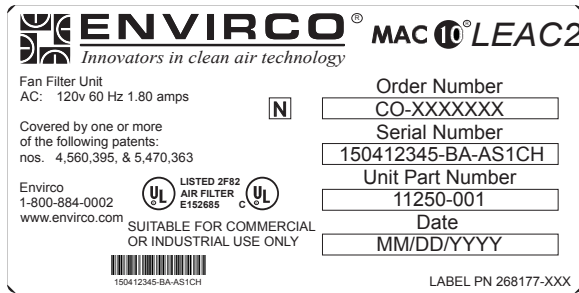 ENVIRCO® MAC 10® LEAC2
Innovators in clean air technology
Fan Filter Unit
AC: 120v 60 Hz 1.80 amps
N
Covered by one or more
of the following patents:
nos. 4,560,395, & 5,470,363
Envirco
1-800-884-0002
www.envirco.com
UL
LISTED 2F82
AIR FILTER
E152685
C UL
SUITABLE FOR COMMERCIAL
OR INDUSTRIAL USE ONLY
150412345-BA-AS1CH
Order Number
CO-XXXXXXX
Serial Number
150412345-BA-AS1CH
Unit Part Number
11250-001
Date
MM/DD/YYYY
LABEL PN 268177-XXX